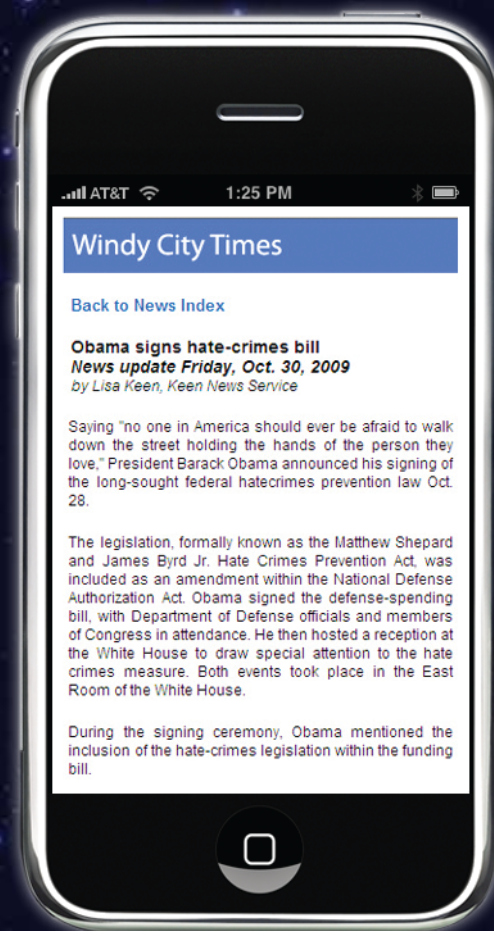 AT&T 1:25 PM
Windy City Times
Back to News Index
Obama signs hate-crimes bill
News update Friday, Oct. 30, 2009
by Lisa Keen, Keen News Service
Saying "no one in America should ever be afraid to walk
down the street holding the hands of the person they
love," President Barack Obama announced his signing of
the long-sought federal hatecrimes prevention law Oct.
28.
The legislation, formally known as the Matthew Shepard
and James Byrd Jr. Hate Crimes Prevention Act, was
included as an amendment within the National Defense
Authorization Act. Obama signed the defense-spending
bill, with Department of Defense officials and members
of Congress in attendance. He then hosted a reception at
the White House to draw special attention to the hate
crimes measure. Both events took place in the East
Room of the White House.
During the signing ceremony, Obama mentioned the
inclusion of the hate-crimes legislation within the funding
bill.